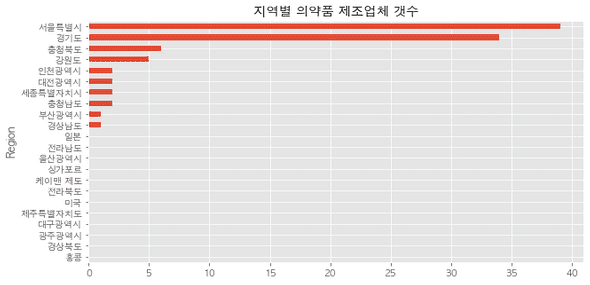 지역별 의약품 제조업체 갯수
서울특별시
경기도
충청북도
강원도
인천광역시
대전광역시
세종특별자치시
충청남도
부산광역시
경상남도
일본
전라남도
울산광역시
싱가포르
케이맨 제도
전라북도
미국
제주특별자치도
대구광역시
광주광역시
경상북도
홍콩
Region
0 5 10 15 20 25 30 35 40